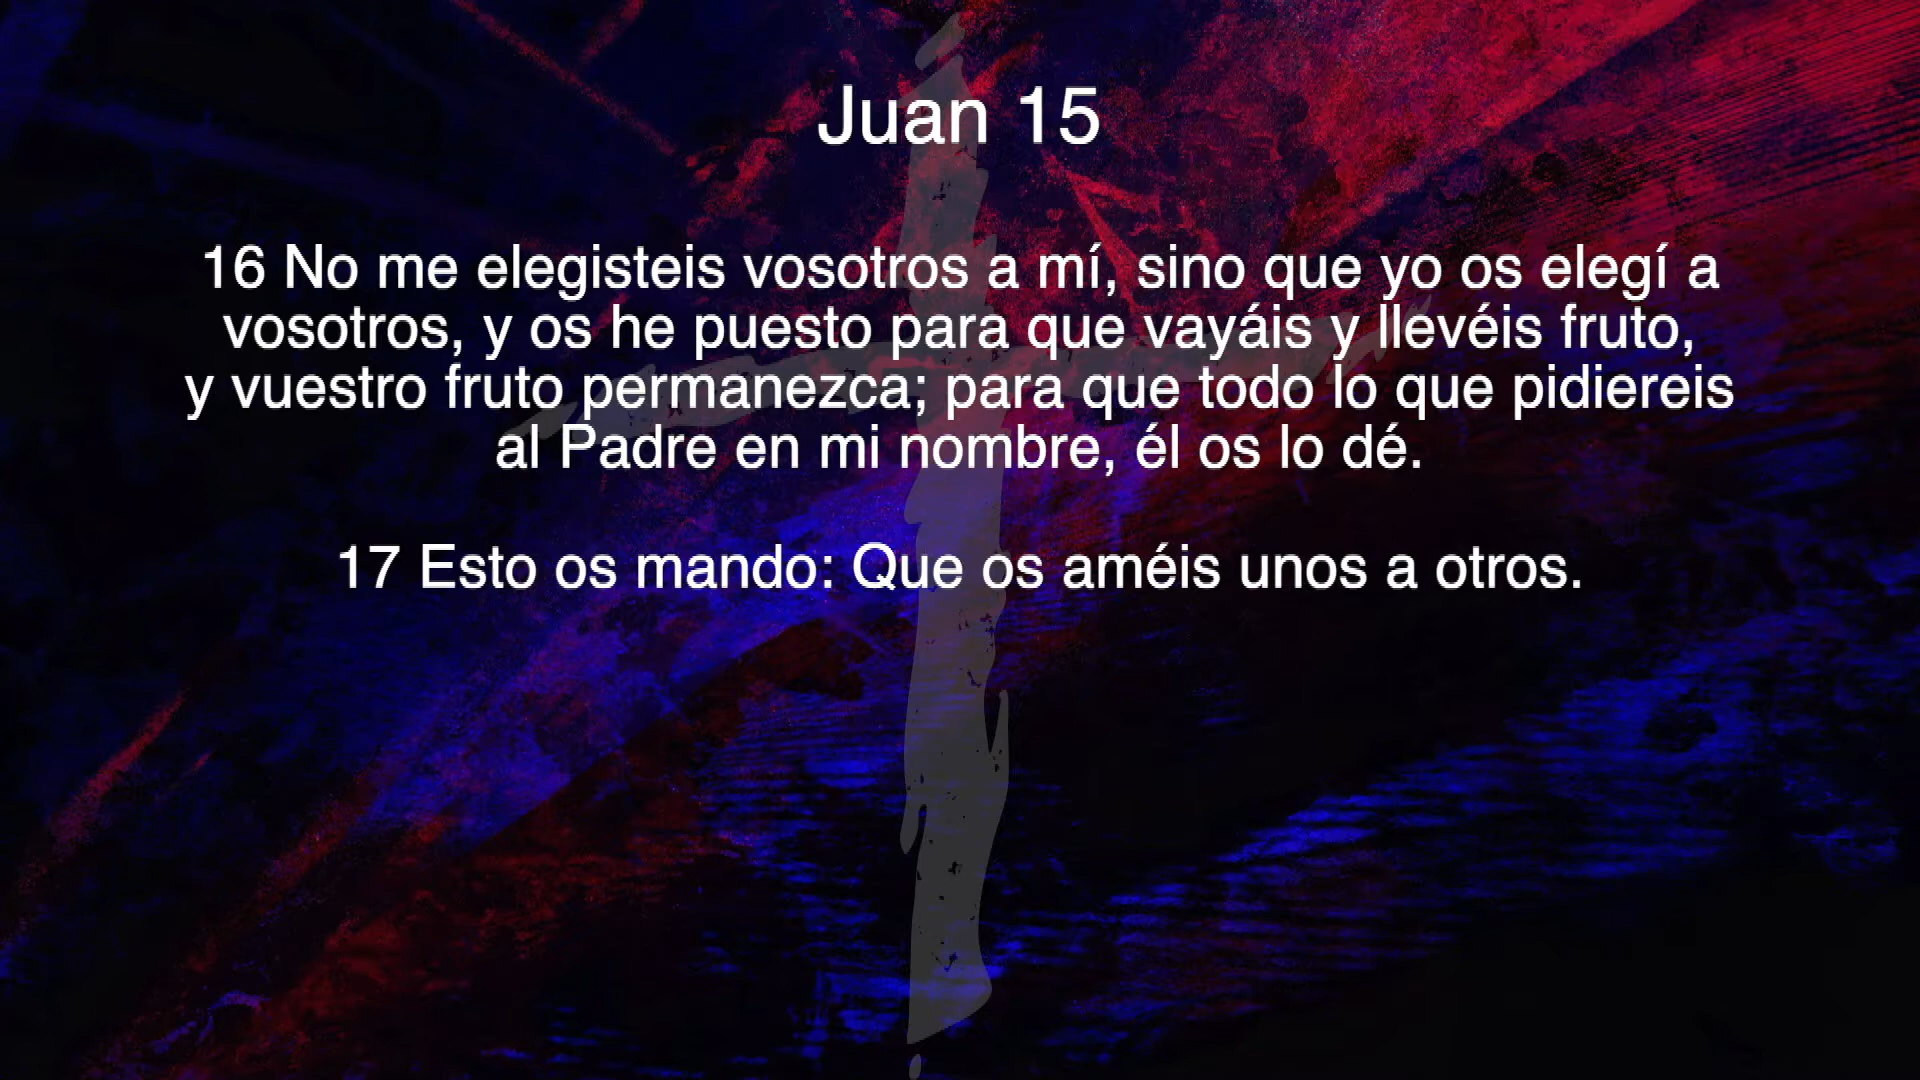 Juan 15
16 No me elegisteis vosotros a mí, sino que yo os elegí a
vosotros, y os he puesto para que vayáis y llevéis fruto,
y vuestro fruto permanezca; para que todo lo que pidiereis
al Padre en mi nombre, él os lo dé.
17 Esto os mando: Que os améis unos a otros.